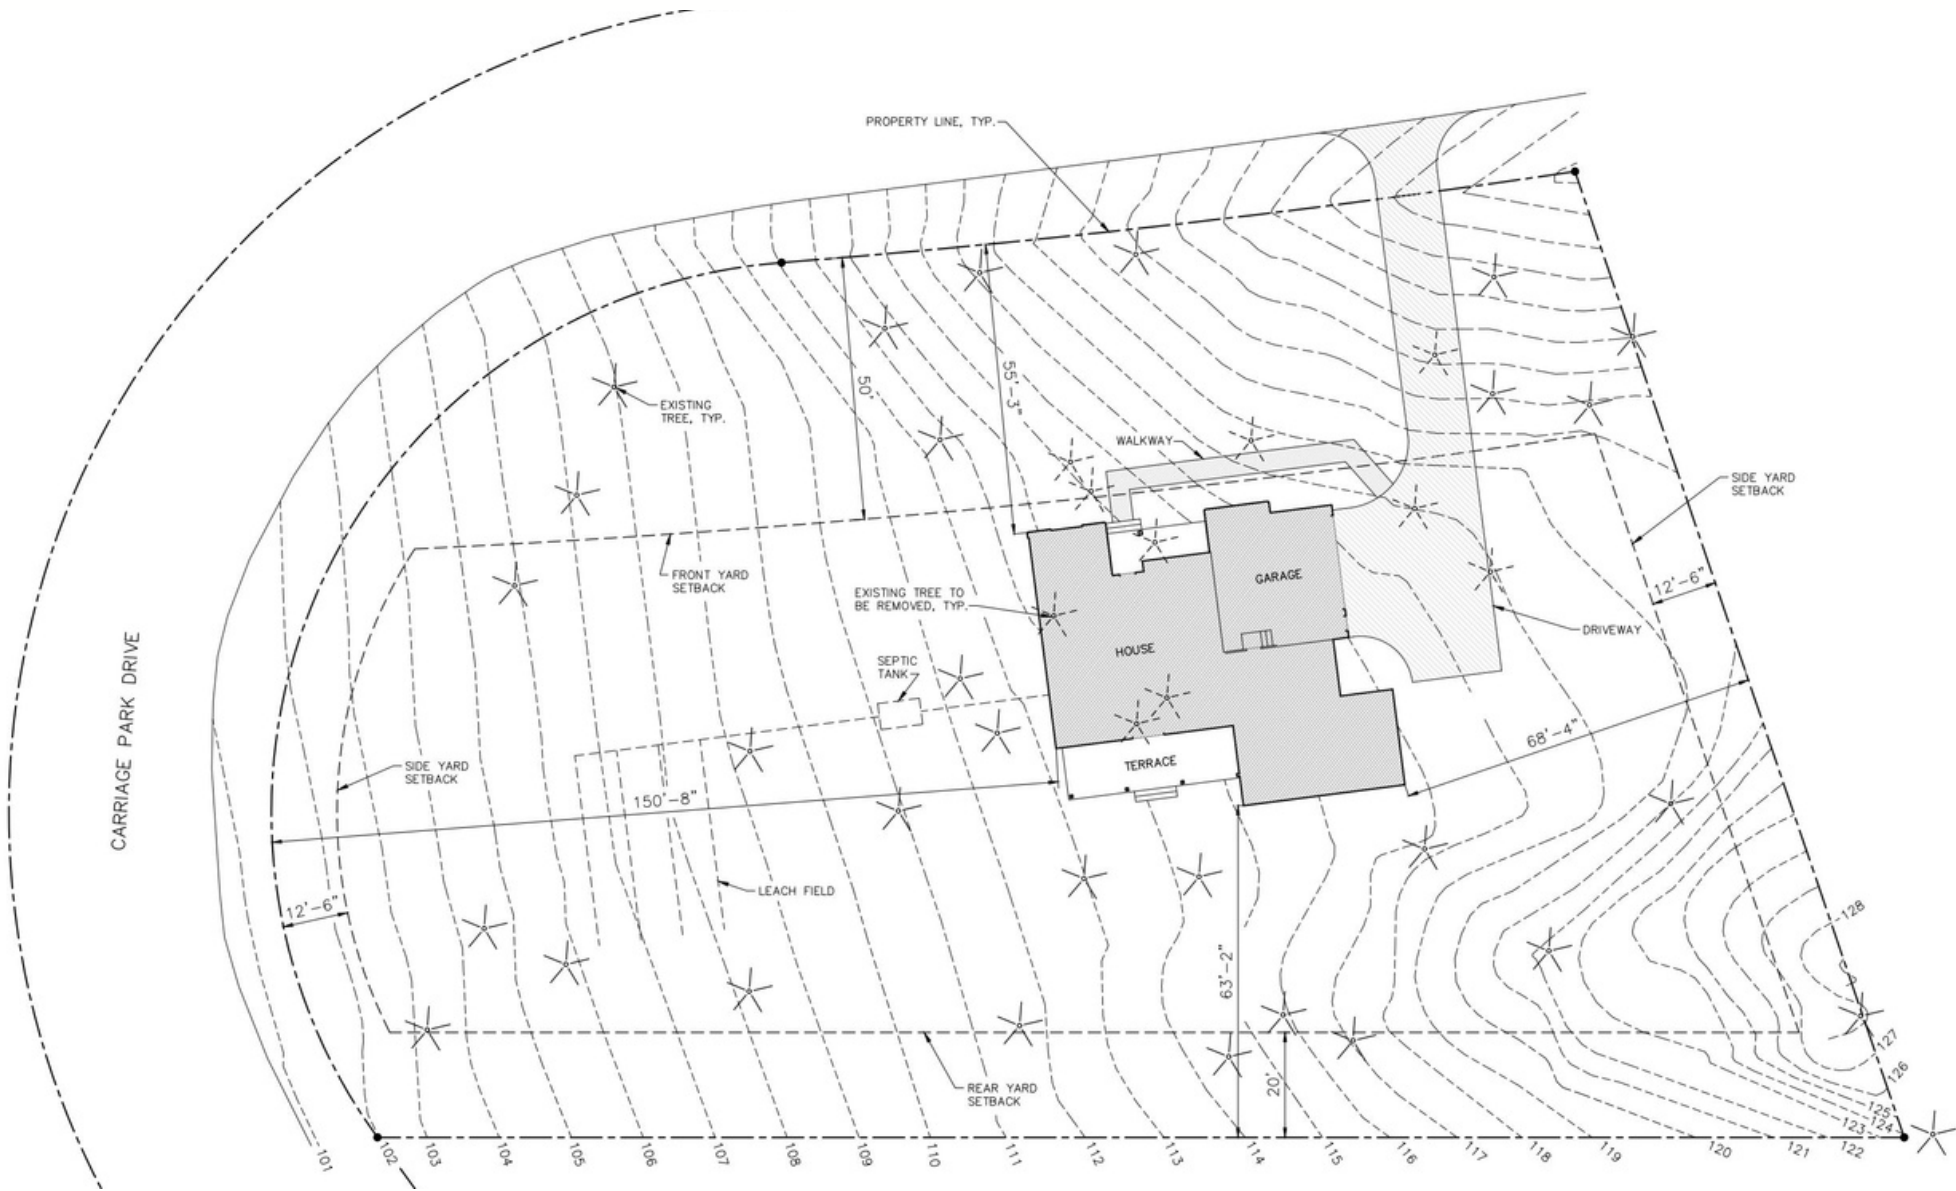 PROPERTY LINE, TYP.
50'
55'-3"
EXISTING
TREE, TYP.
WALKWAY
SIDE YARD
SETBACK
FRONT YARD
SETBACK
EXISTING TREE TO
BE REMOVED, TYP.
GARAGE
12'-6"
DRIVEWAY
HOUSE
SEPTIC
TANK
CARRIAGE PARK DRIVE
68'-4"
SIDE YARD
SETBACK
TERRACE
150'-8"
LEACH FIELD
12'-6"
63'-2"
20'
REAR YARD
SETBACK
128
127
126
125
124
123
101
102
103
104
105
106
107
108
109
110
111
112
113
114
115
116
117
118
119
120
121
122